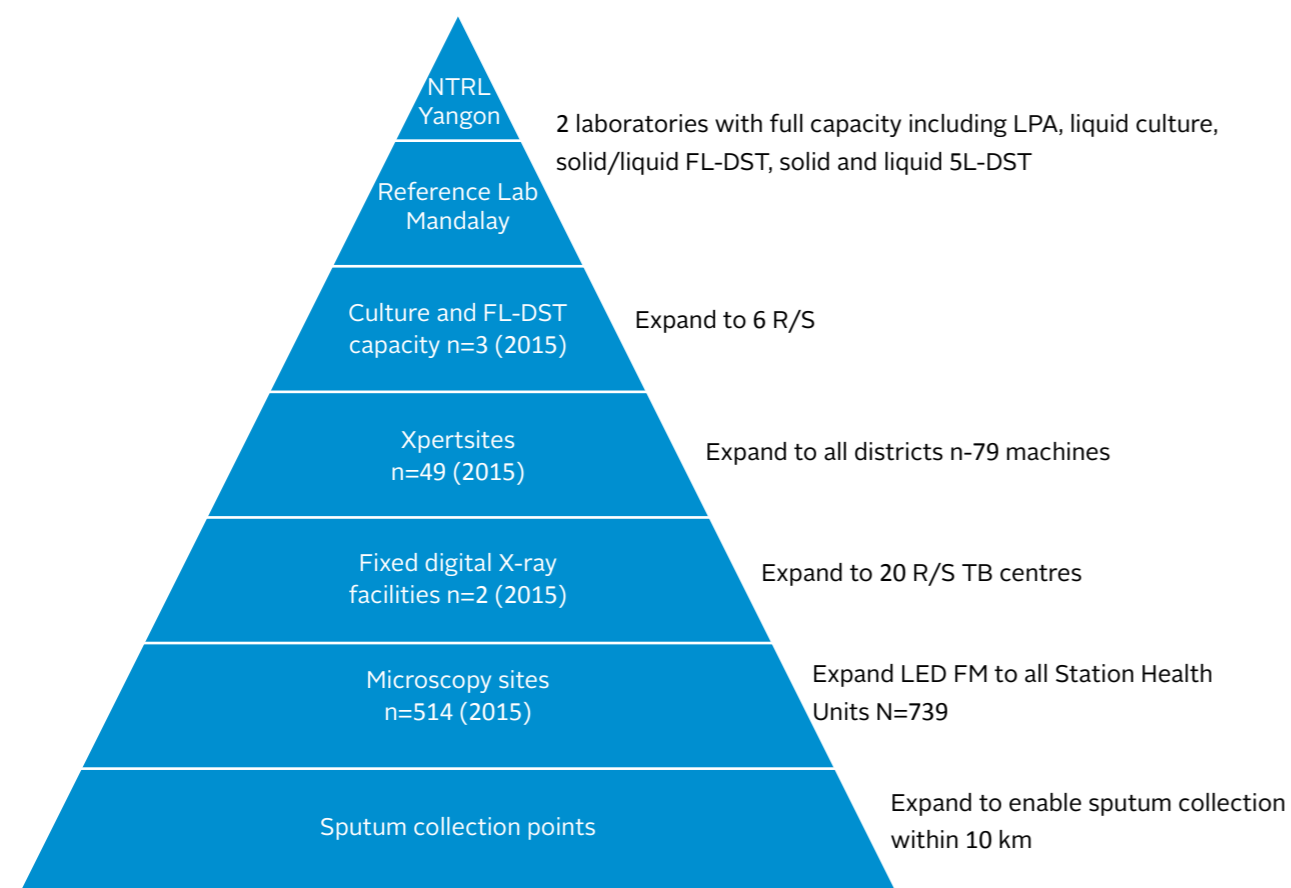 NTRL
Yangon
2 laboratories with full capacity including LPA, liquid culture,
solid/liquid FL-DST, solid and liquid 5L-DST
Reference Lab
Mandalay
Culture and FL-DST
capacity n=3 (2015)
Expand to 6 R/S
Xpertsites
n=49 (2015)
Expand to all districts n-79 machines
Fixed digital X-ray
facilities n=2 (2015)
Expand to 20 R/S TB centres
Microscopy sites
n=514 (2015)
Expand LED FM to all Station Health
Units N=739
Sputum collection points
Expand to enable sputum collection
within 10 km